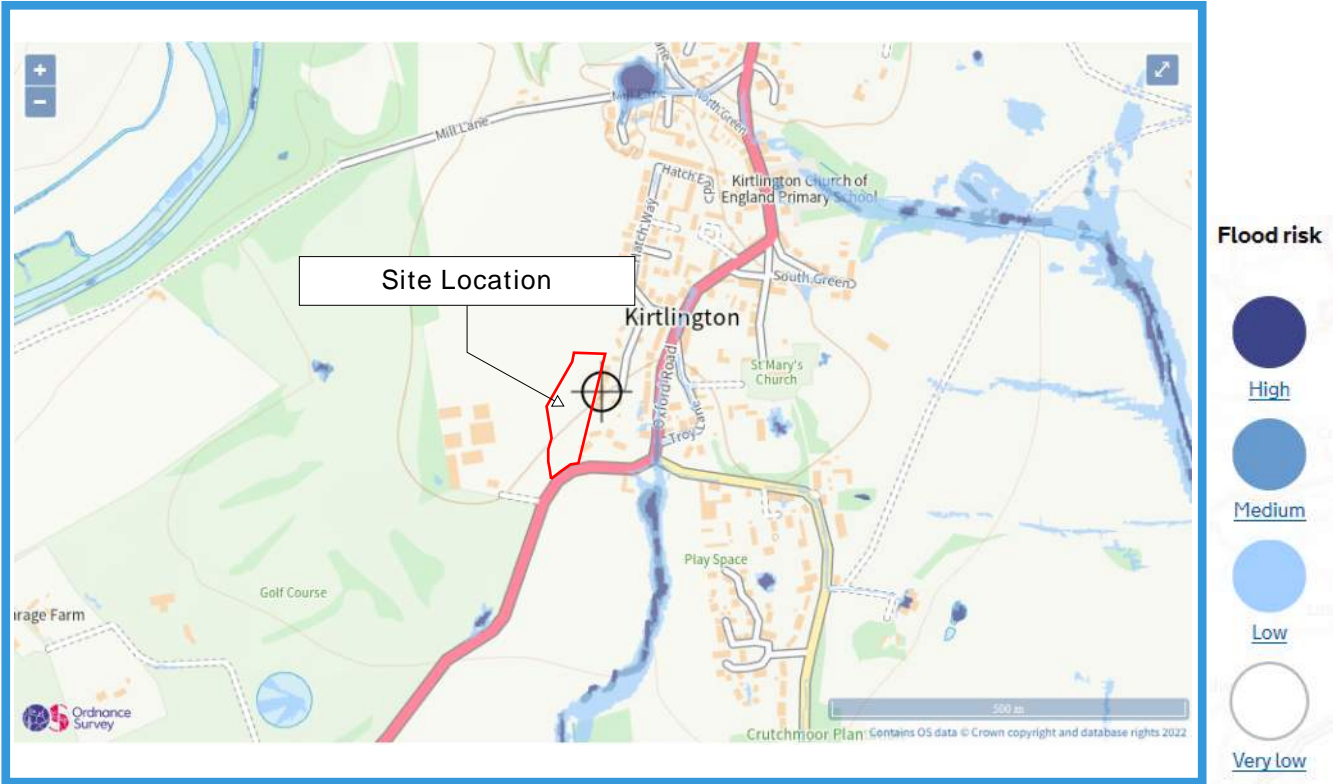 +
−
Mill Lane
Mill Lane
North Green
Hatch End
Hatch Way
Kirtlington Church of
England Primary School
South Green
Site Location
Kirtlington
St Mary's
Church
Oxford Road
Troy Lane
Play Space
Golf Course
arage Farm
Ordnance
Survey
500 m
Crutchmoor Plan
Contains OS data © Crown copyright and database rights 2022
Flood risk
High
Medium
Low
Very low